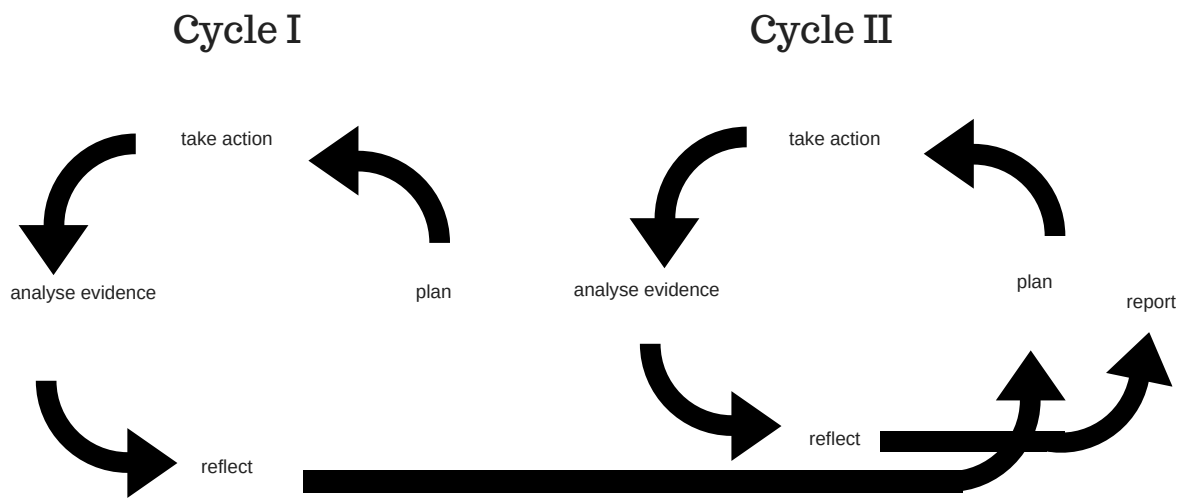 Cycle I
take action
analyse evidence
plan
reflect
Cycle II
take action
analyse evidence
plan
report
reflect